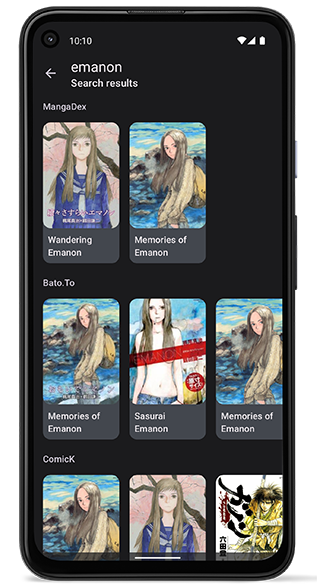 10:10
emanon
Search results
MangaDex
Wandering
Emanon
Memories of
Emanon
Bato.To
EMANON
Memories of
Emanon
Sasurai
Emanon
Memories of
Emanon
ComicK